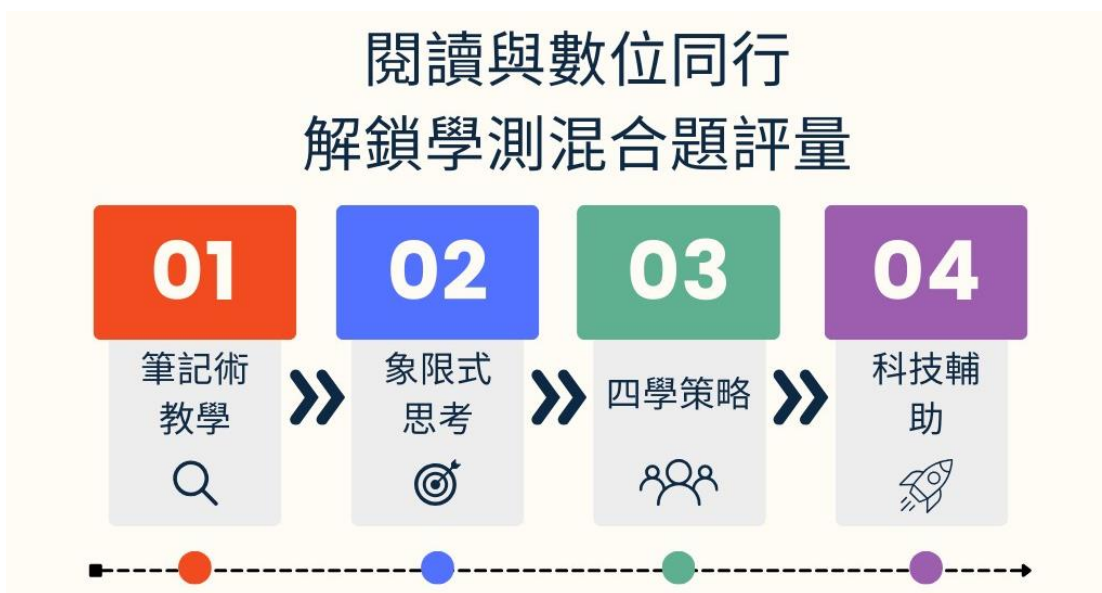 閱讀與數位同行
解鎖學測混合題評量
01
02
03
04
筆記術
教學
象限式
思考
四學策略
科技輔
助